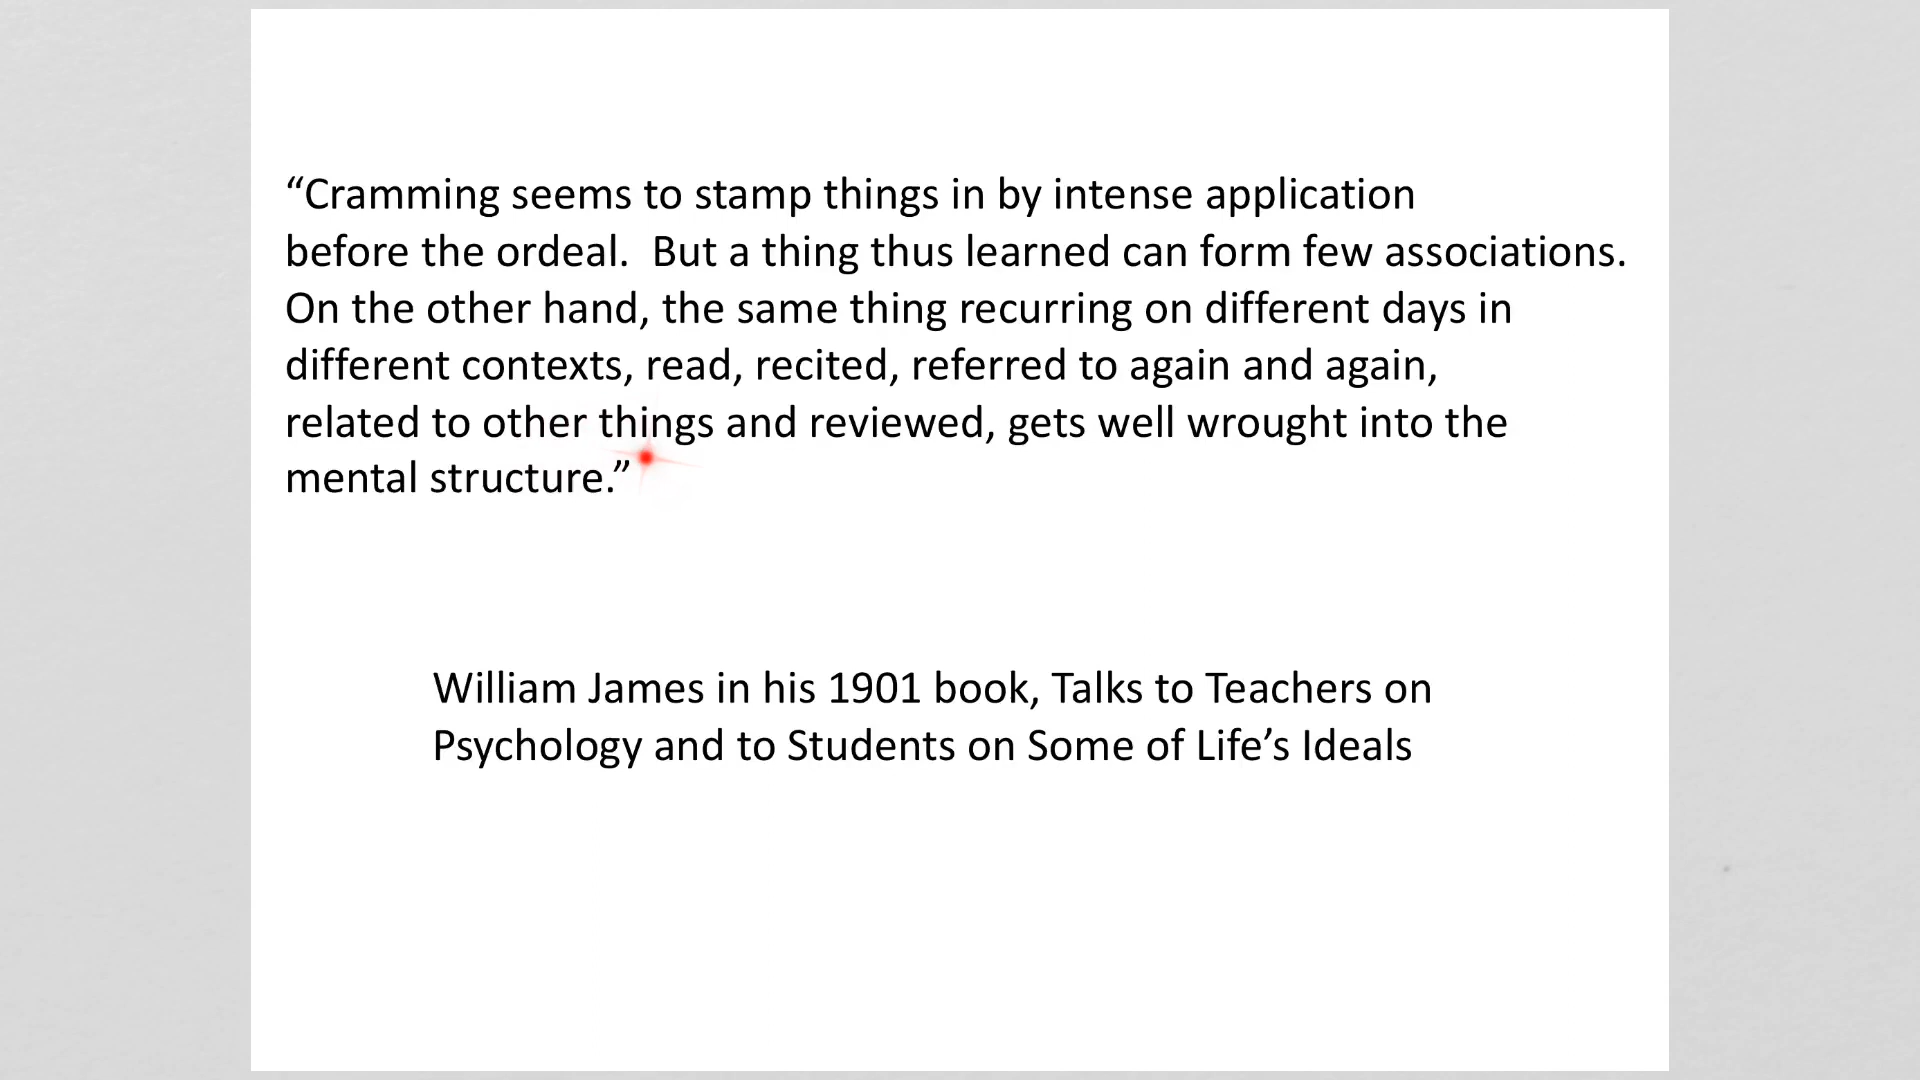 “Cramming seems to stamp things in by intense application
before the ordeal.  But a thing thus learned can form few associations.
On the other hand, the same thing recurring on different days in
different contexts, read, recited, referred to again and again,
related to other things and reviewed, gets well wrought into the
mental structure.”
William James in his 1901 book, Talks to Teachers on
Psychology and to Students on Some of Life’s Ideals